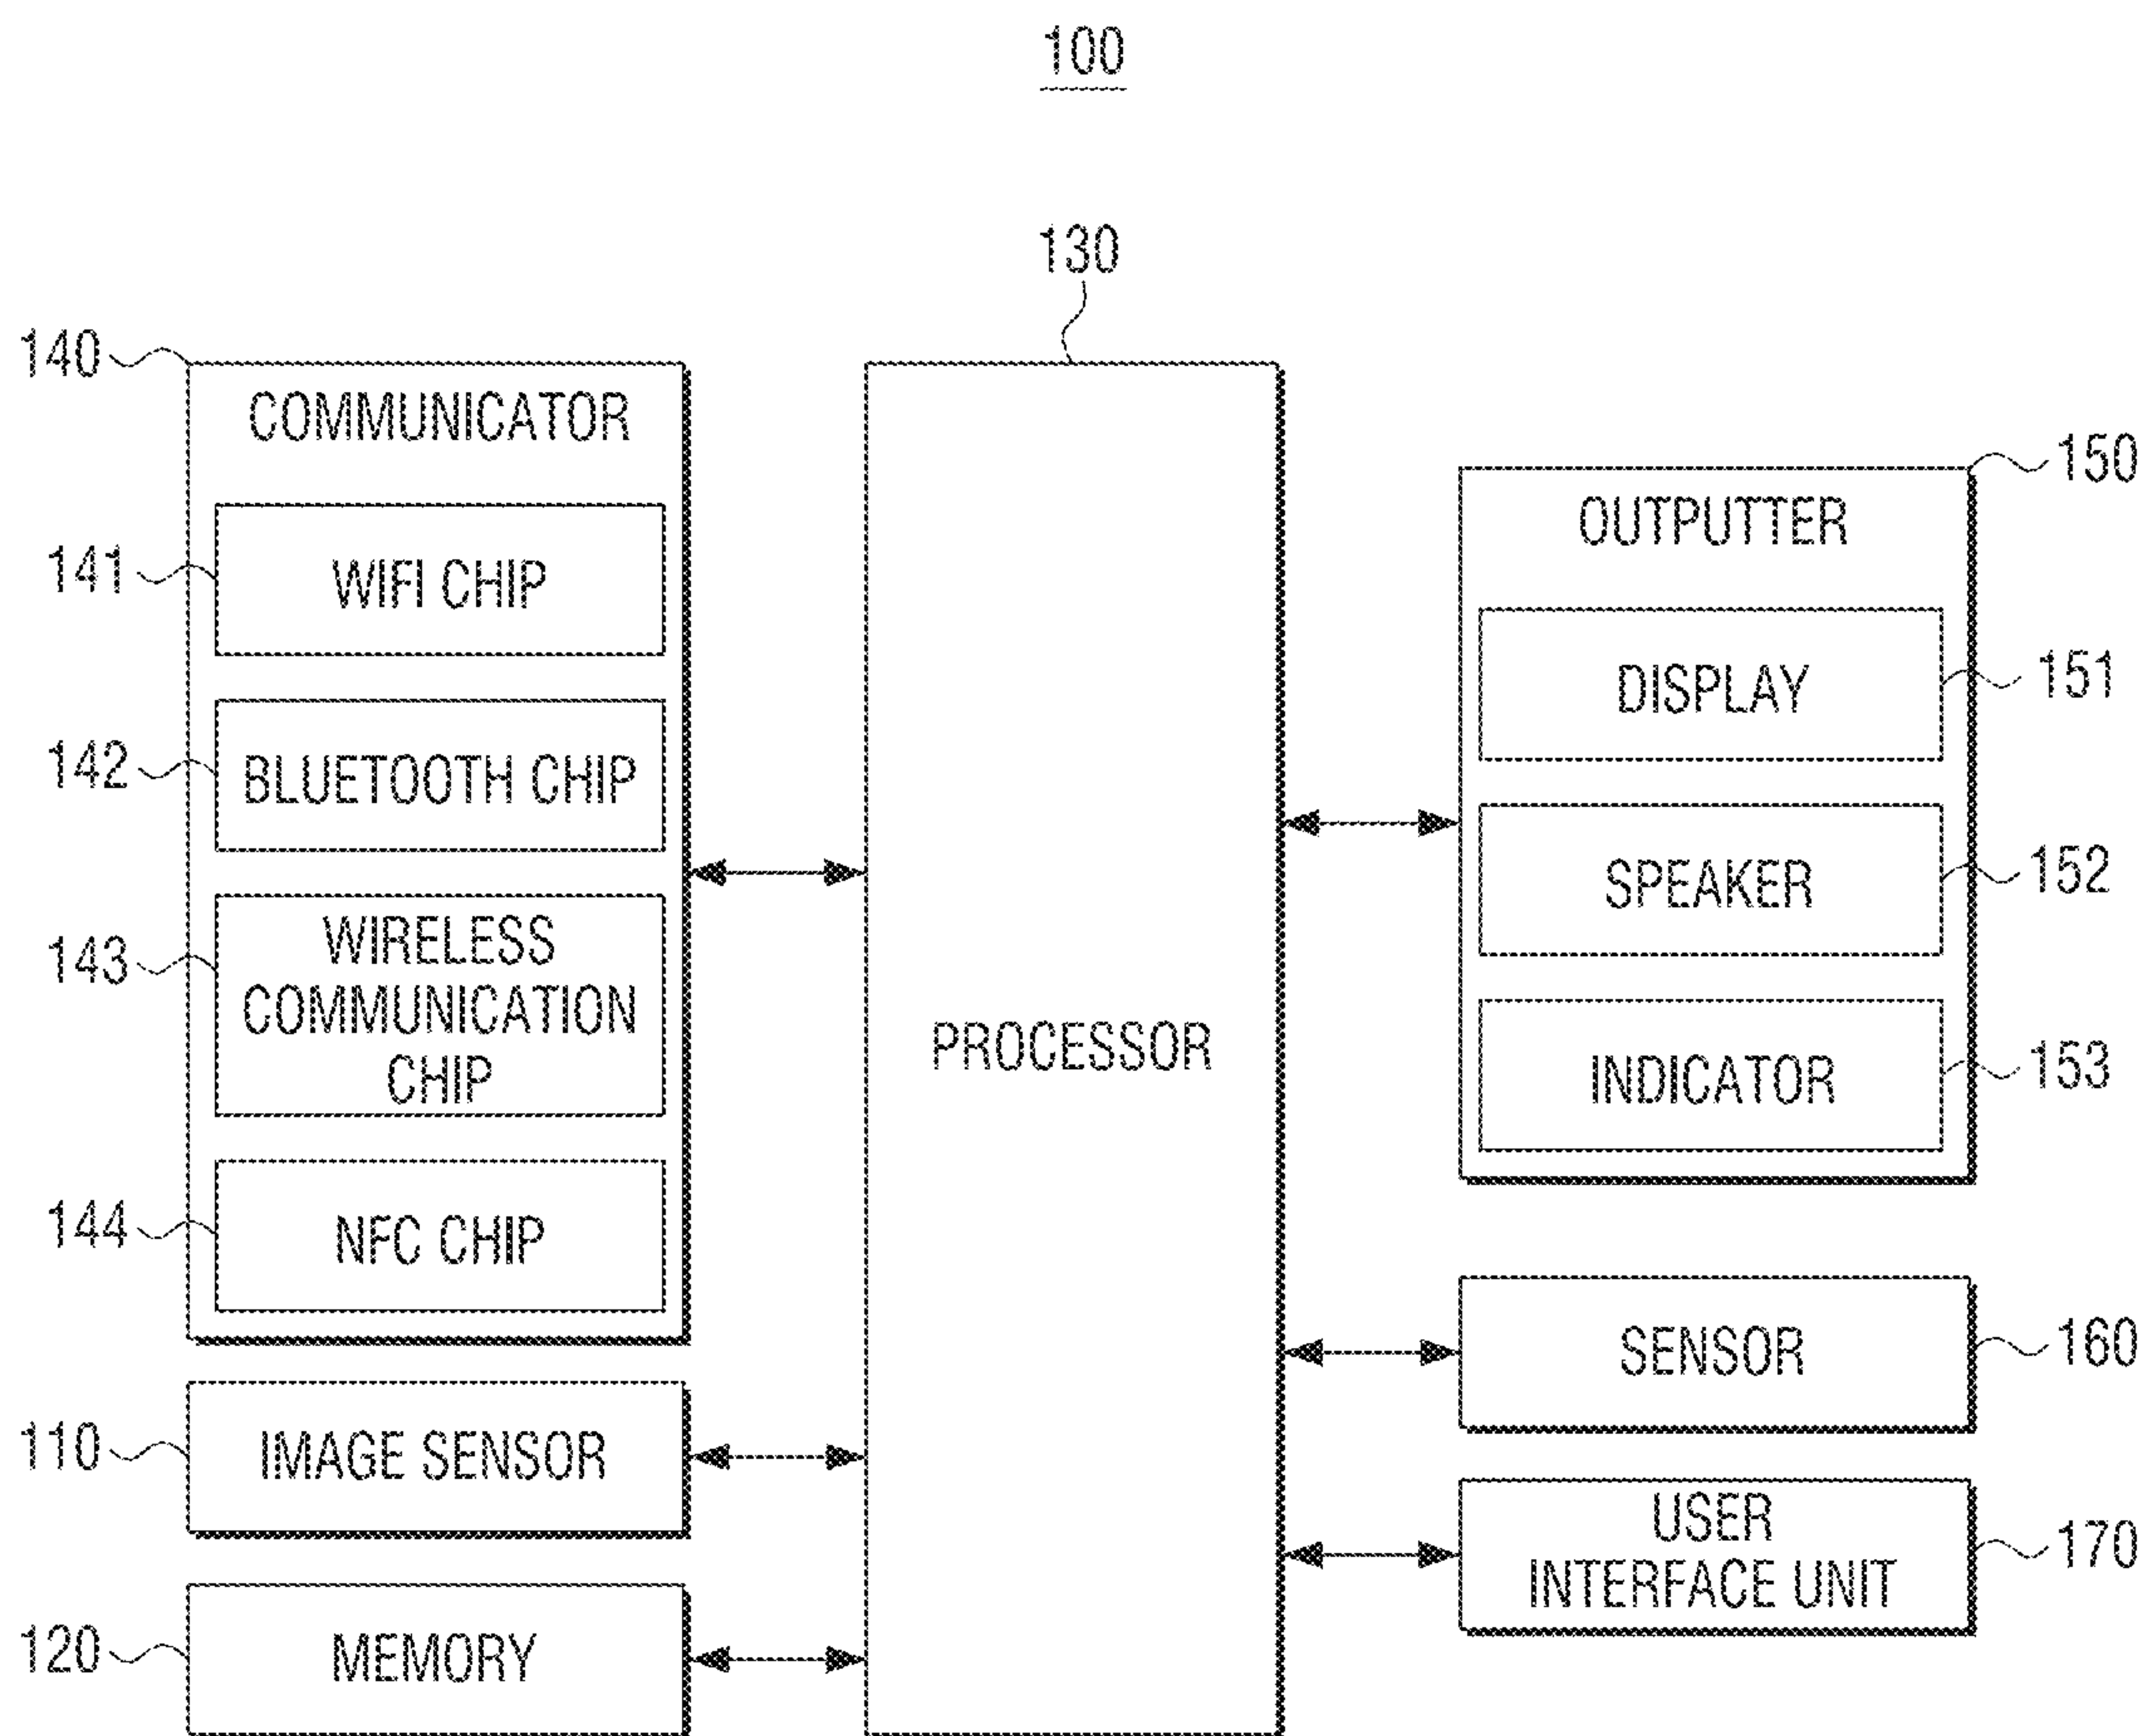 100
130
140
COMMUNICATOR
141
WIFI CHIP
142
BLUETOOTH CHIP
143
WIRELESS
COMMUNICATION
CHIP
144
NFC CHIP
110
IMAGE SENSOR
120
MEMORY
PROCESSOR
150
OUTPUTTER
DISPLAY
151
SPEAKER
152
INDICATOR
153
SENSOR
160
USER
INTERFACE UNIT
170